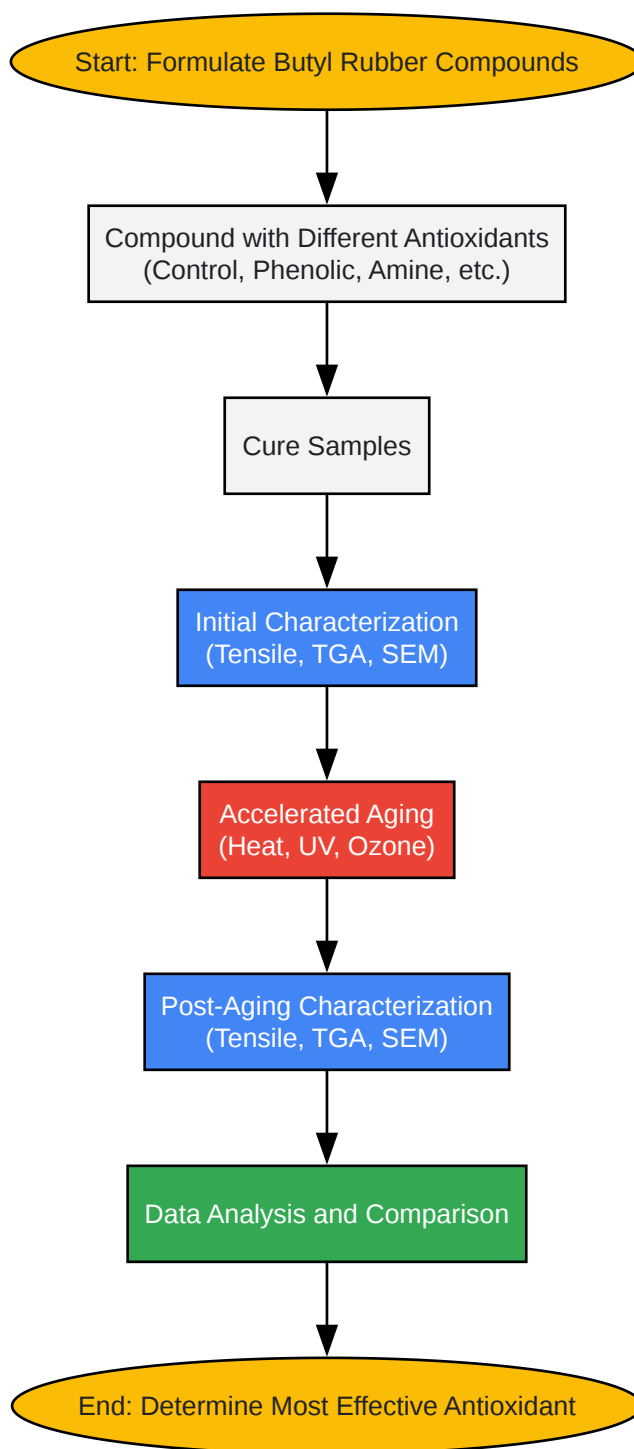 Start: Formulate Butyl Rubber Compounds
Compound with Different Antioxidants
(Control, Phenolic, Amine, etc.)
Cure Samples
Initial Characterization
(Tensile, TGA, SEM)
Accelerated Aging
(Heat, UV, Ozone)
Post-Aging Characterization
(Tensile, TGA, SEM)
Data Analysis and Comparison
End: Determine Most Effective Antioxidant